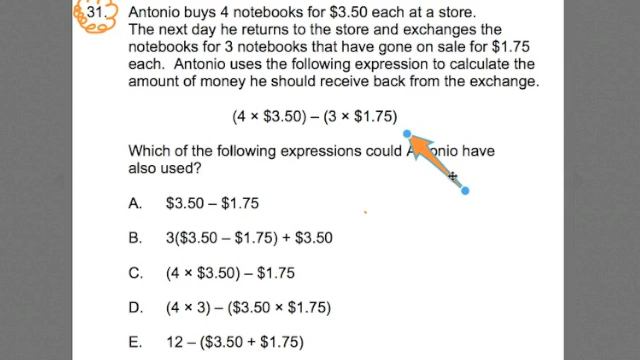 31. Antonio buys 4 notebooks for $3.50 each at a store.
The next day he returns to the store and exchanges the
notebooks for 3 notebooks that have gone on sale for $1.75
each. Antonio uses the following expression to calculate the
amount of money he should receive back from the exchange.
(4 × $3.50) – (3 × $1.75)
Which of the following expressions could Antonio have
also used?
A. $3.50 – $1.75
B. 3($3.50 – $1.75) + $3.50
C. (4 × $3.50) – $1.75
D. (4 × 3) – ($3.50 × $1.75)
E. 12 – ($3.50 + $1.75)